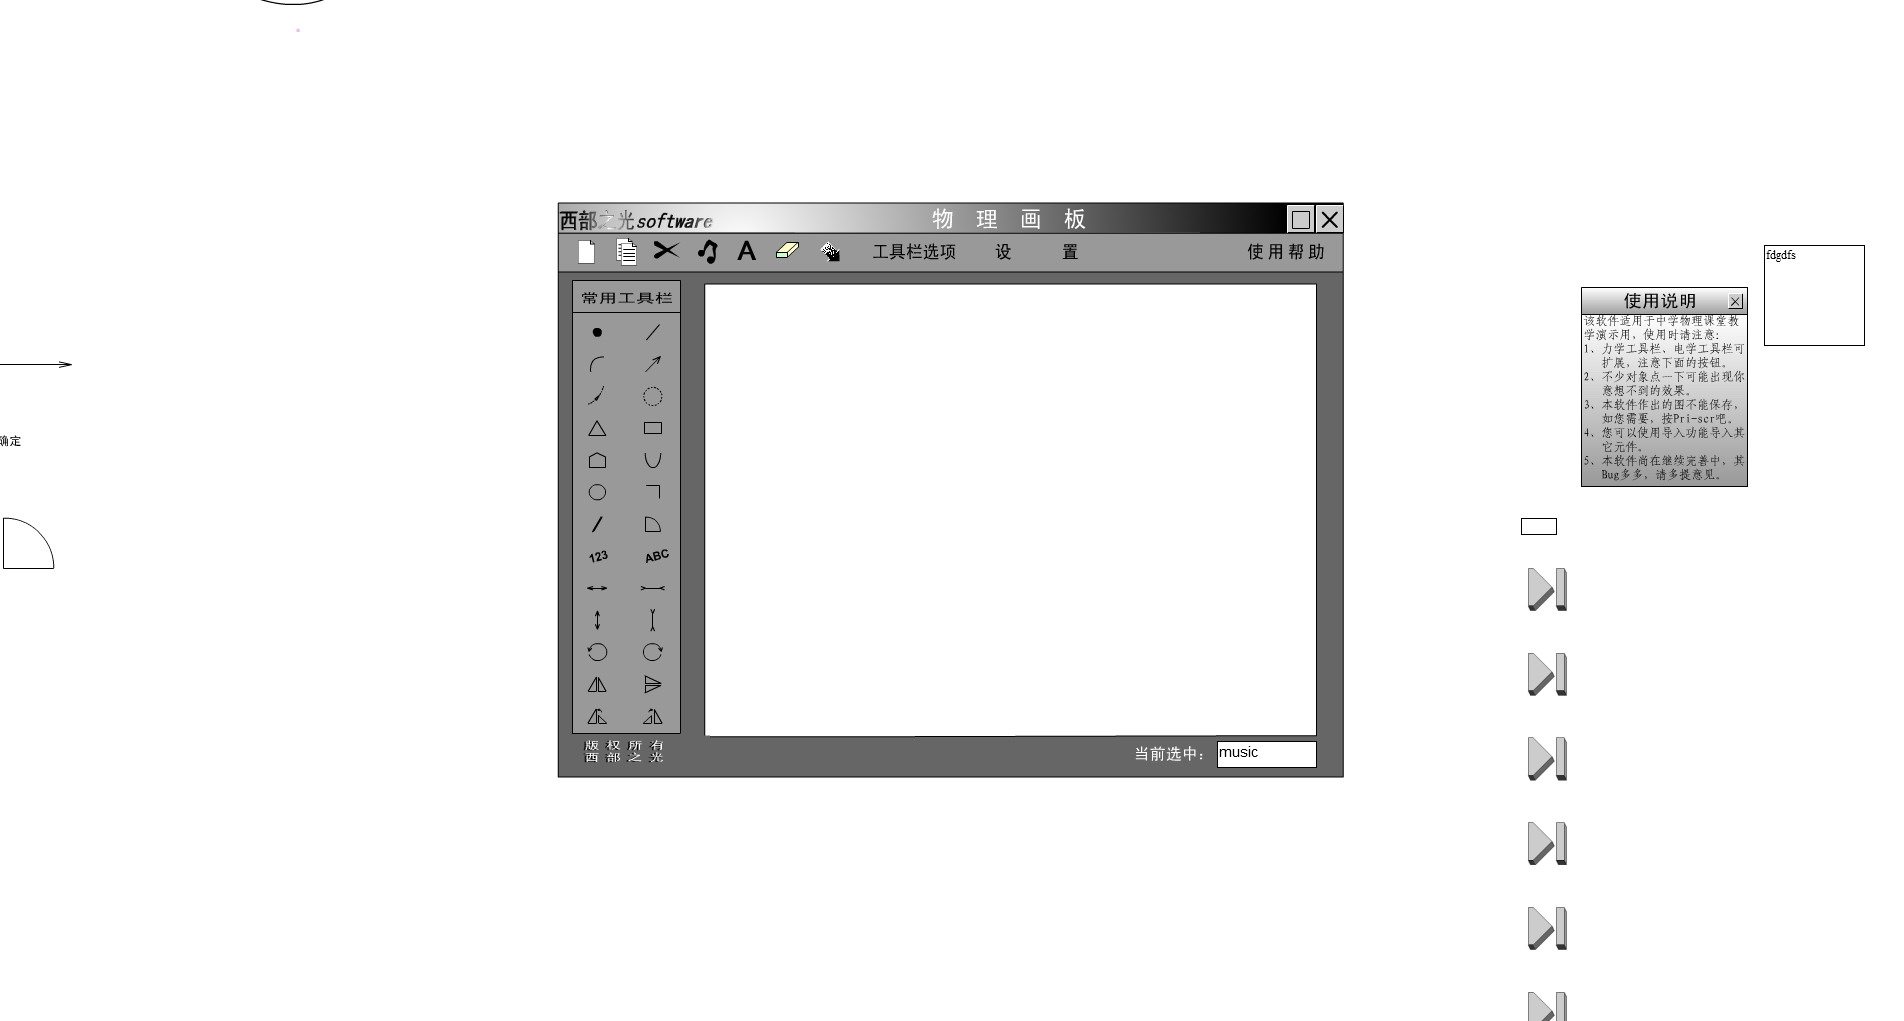 西部之光software
物 理 画 板
A
工具栏选项
设 置
使用帮助
常用工具栏
123
ABC
版权所有
西部之光
当前选中：
music
确定
使用说明
该软件适用于中学物理课堂教
学演示用，使用时请注意：
1、力学工具栏、电学工具栏可
扩展，注意下面的按钮。
2、不少对象点一下可能出现你
意想不到的效果。
3、本软件作出的图不能保存，
如您需要，按Pri-scr吧。
4、您可以使用导入功能导入其
它元件。
5、本软件尚在继续完善中，其
Bug多多，请多提意见。
fdgdfs